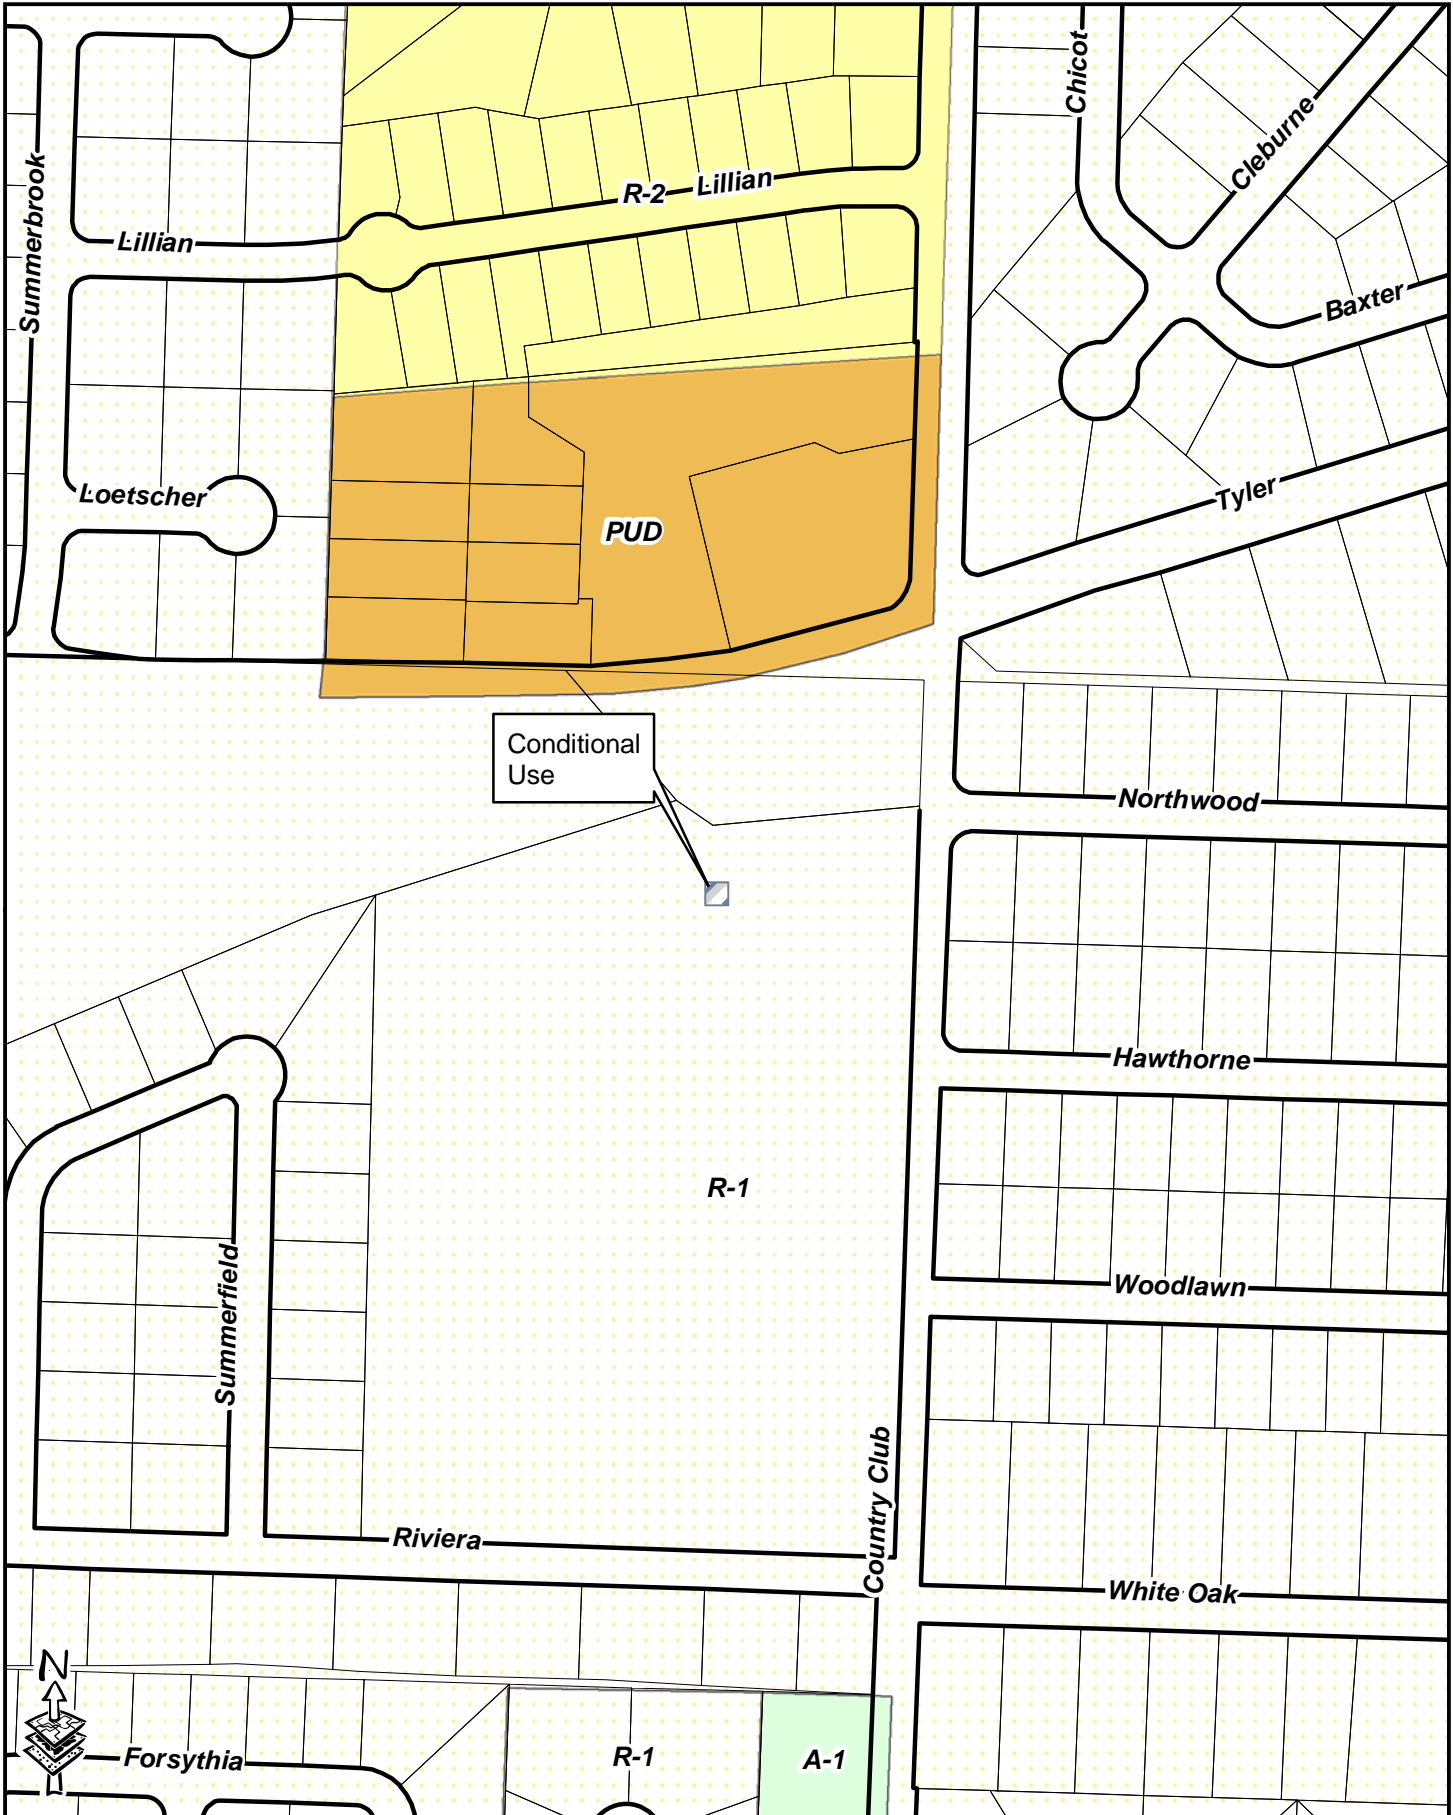 Chicot
Cleburne
Summerbrook
R-2
Lillian
Lillian
Baxter
Loetscher
Tyler
PUD
Conditional
Use
Northwood
Hawthorne
R-1
Woodlawn
Summerfield
Country Club
Riviera
White Oak
N
Forsythia
R-1
A-1